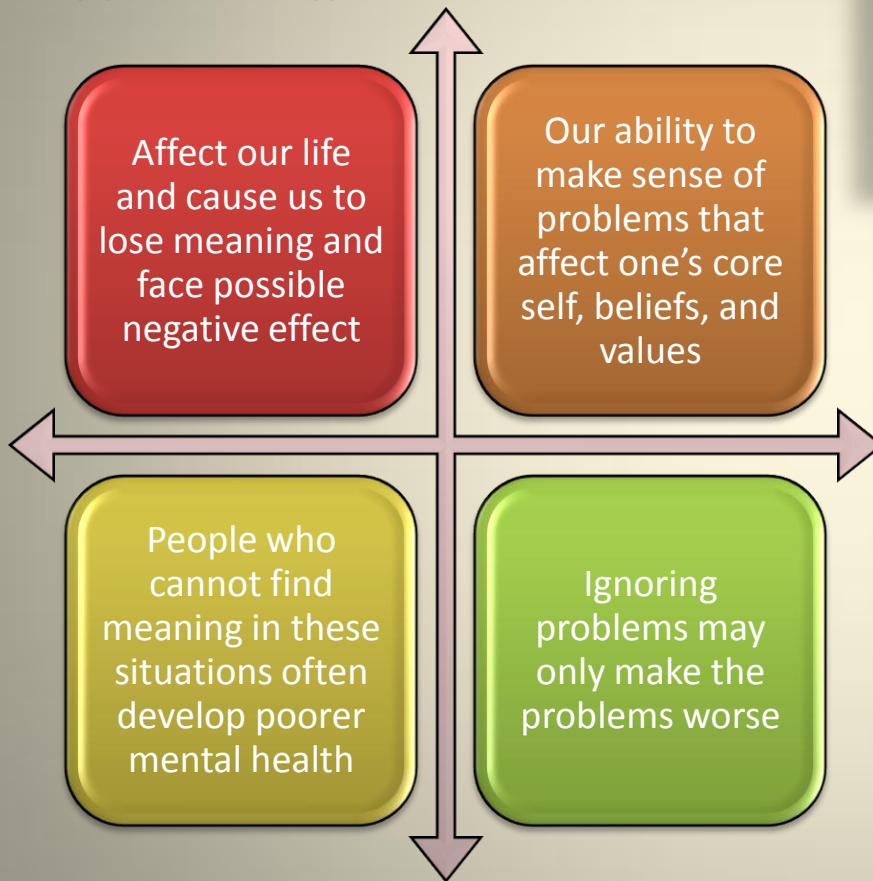 Affect our life
and cause us to
lose meaning and
face possible
negative effect
Our ability to
make sense of
problems that
affect one’s core
self, beliefs, and
values
People who
cannot find
meaning in these
situations often
develop poorer
mental health
Ignoring
problems may
only make the
problems worse